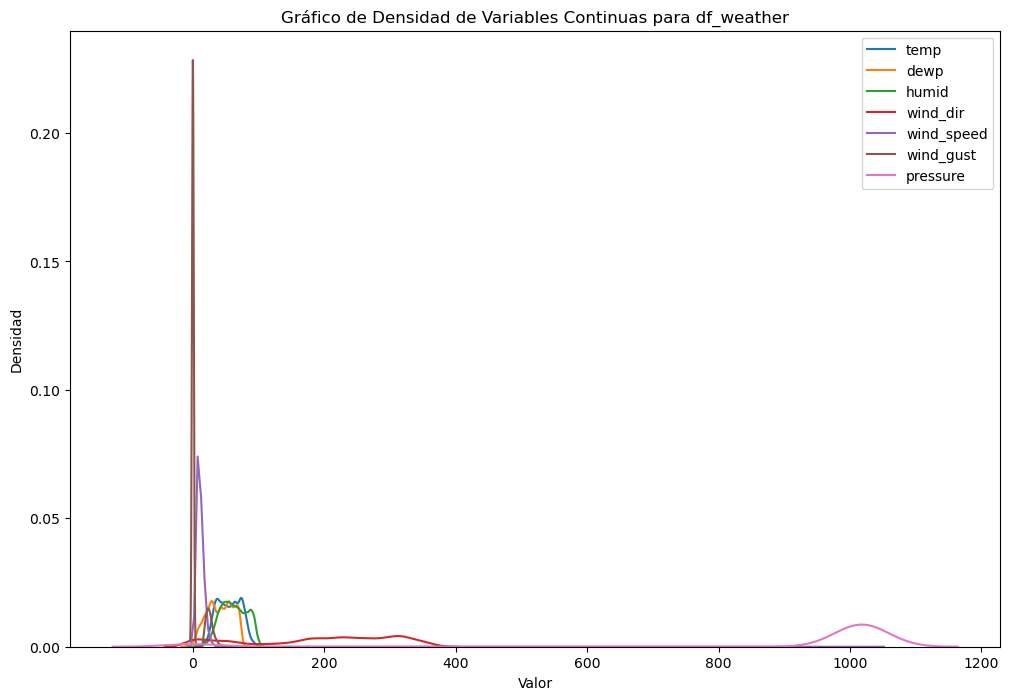 Gráfico de Densidad de Variables Continuas para df_weather
temp
dewp
humid
wind_dir
wind_speed
wind_gust
pressure
0.20
0.15
0.10
0.05
0.00
Densidad
0
200
400
600
800
1000
1200
Valor